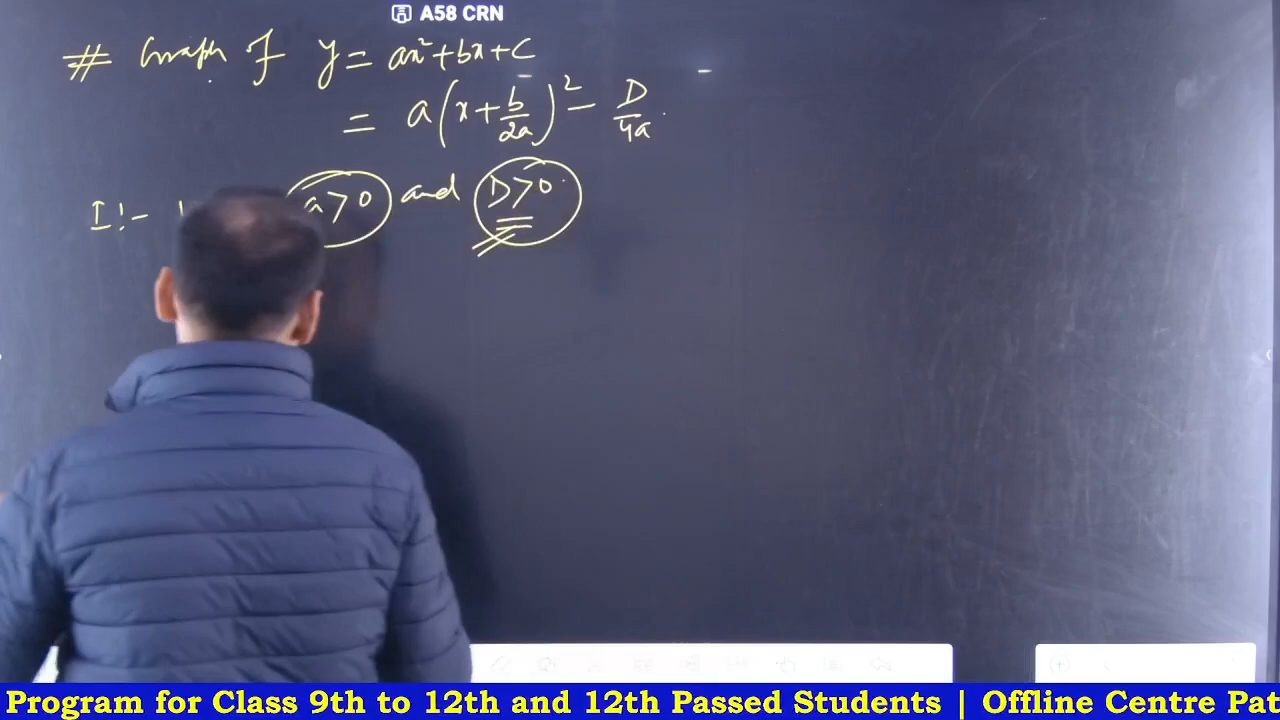 A58 CRN
# Graph of y = ax² + bx + c
= a(x + b/2a)² - D/4a
I :- a > 0 and D > 0
Program for Class 9th to 12th and 12th Passed Students | Offline Centre Pat